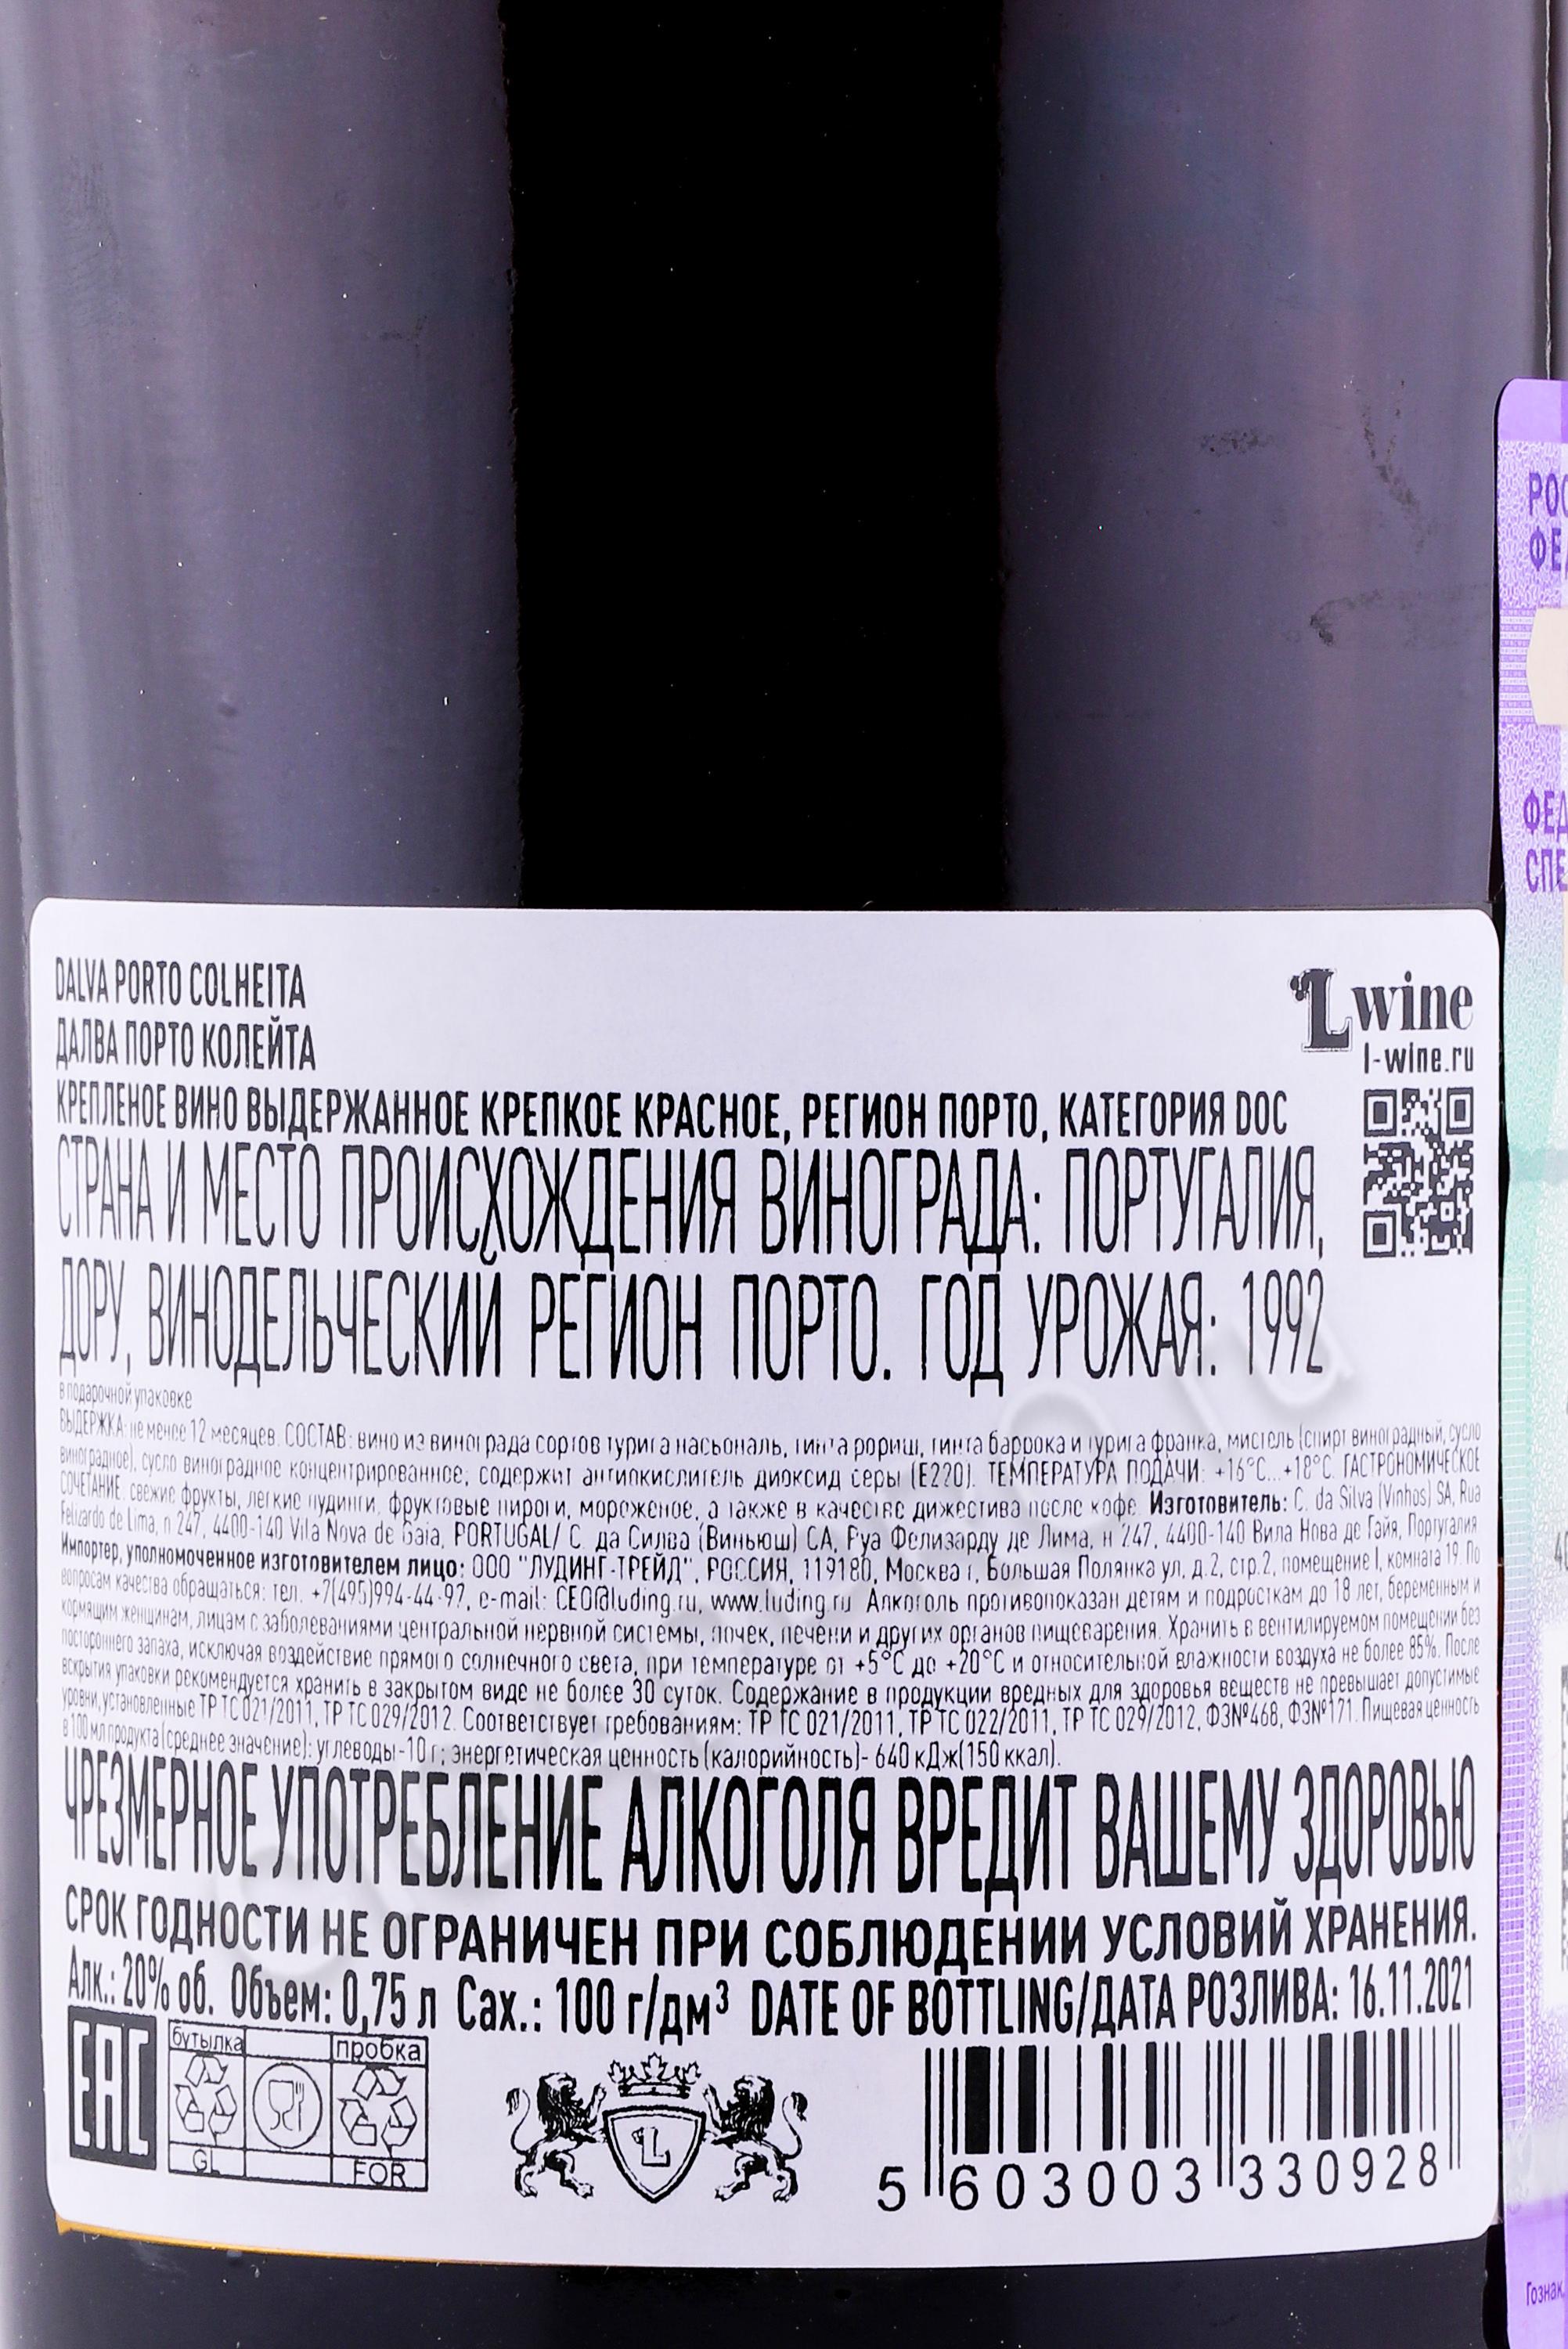 DALVA PORTO COLHEITA
ДАЛВА ПОРТО КОЛЕЙТА
КРЕПЛЕНОЕ ВИНО ВЫДЕРЖАННОЕ КРЕПКОЕ КРАСНОЕ, РЕГИОН ПОРТО, КАТЕГОРИЯ DOC
L wine
l-wine.ru
СТРАНА И МЕСТО ПРОИСХОЖДЕНИЯ ВИНОГРАДА: ПОРТУГАЛИЯ,
ДОРУ, ВИНОДЕЛЬЧЕСКИЙ РЕГИОН ПОРТО. ГОД УРОЖАЯ: 1992
в подарочной упаковке
ВЫДЕРЖКА: не менее 12 месяцев. СОСТАВ: вино из винограда сортов турига насьональ, тинта рориш, тинта баррока и турига франка, мистель (спирт виноградный, сусло
виноградное), сусло виноградное концентрированное; содержит антиокислитель диоксид серы (Е220). ТЕМПЕРАТУРА ПОДАЧИ: +16°С...+18°С. ГАСТРОНОМИЧЕСКОЕ
СОЧЕТАНИЕ: свежие фрукты, легкие пудинги, фруктовые пироги, мороженое, а также в качестве дижестива после кофе. Изготовитель: C. da Silva (Vinhos) SA, Rua
Felizardo de Lima, n 247, 4400-140 Vila Nova de Gaia, PORTUGAL/ С. да Силва (Виньюш) СА, Руа Фелизарду де Лима, н 247, 4400-140 Вила Нова де Гайя, Португалия
Импортер, уполномоченное изготовителем лицо: ООО "ЛУДИНГ-ТРЕЙД", РОССИЯ, 119180, Москва г, Большая Полянка ул, д.2, стр.2, помещение I, комната 19. По
вопросам качества обращаться: тел. +7(495)994-44-97, e-mail: CEO@luding.ru, www.luding.ru Алкоголь противопоказан детям и подросткам до 18 лет, беременным и
кормящим женщинам, лицам с заболеваниями центральной нервной системы, почек, печени и других органов пищеварения. Хранить в вентилируемом помещении без
постороннего запаха, исключая воздействие прямого солнечного света, при температуре от +5°С до +20°С и относительной влажности воздуха не более 85%. После
вскрытия упаковки рекомендуется хранить в закрытом виде не более 30 суток. Содержание в продукции вредных для здоровья веществ не превышает допустимые
уровни, установленные ТР ТС 021/2011, ТР ТС 029/2012. Соответствует требованиям: ТР ТС 021/2011, ТР ТС 022/2011, ТР ТС 029/2012, ФЗ№468, ФЗ№171. Пищевая ценность
в 100 мл продукта (среднее значение): углеводы-10 г; энергетическая ценность (калорийность)- 640 кДж(150 ккал).
ЧРЕЗМЕРНОЕ УПОТРЕБЛЕНИЕ АЛКОГОЛЯ ВРЕДИТ ВАШЕМУ ЗДОРОВЬЮ
СРОК ГОДНОСТИ НЕ ОГРАНИЧЕН ПРИ СОБЛЮДЕНИИ УСЛОВИЙ ХРАНЕНИЯ.
Алк.: 20% об. Объем: 0,75 л Сах.: 100 г/дм³ DATE OF BOTTLING/ДАТА РОЗЛИВА: 16.11.2021
EAC
бутылка
пробка
GL
FOR
L
5 603003 330928
РОС
ФЕ
ФЕД
СПЕ
Гознак,